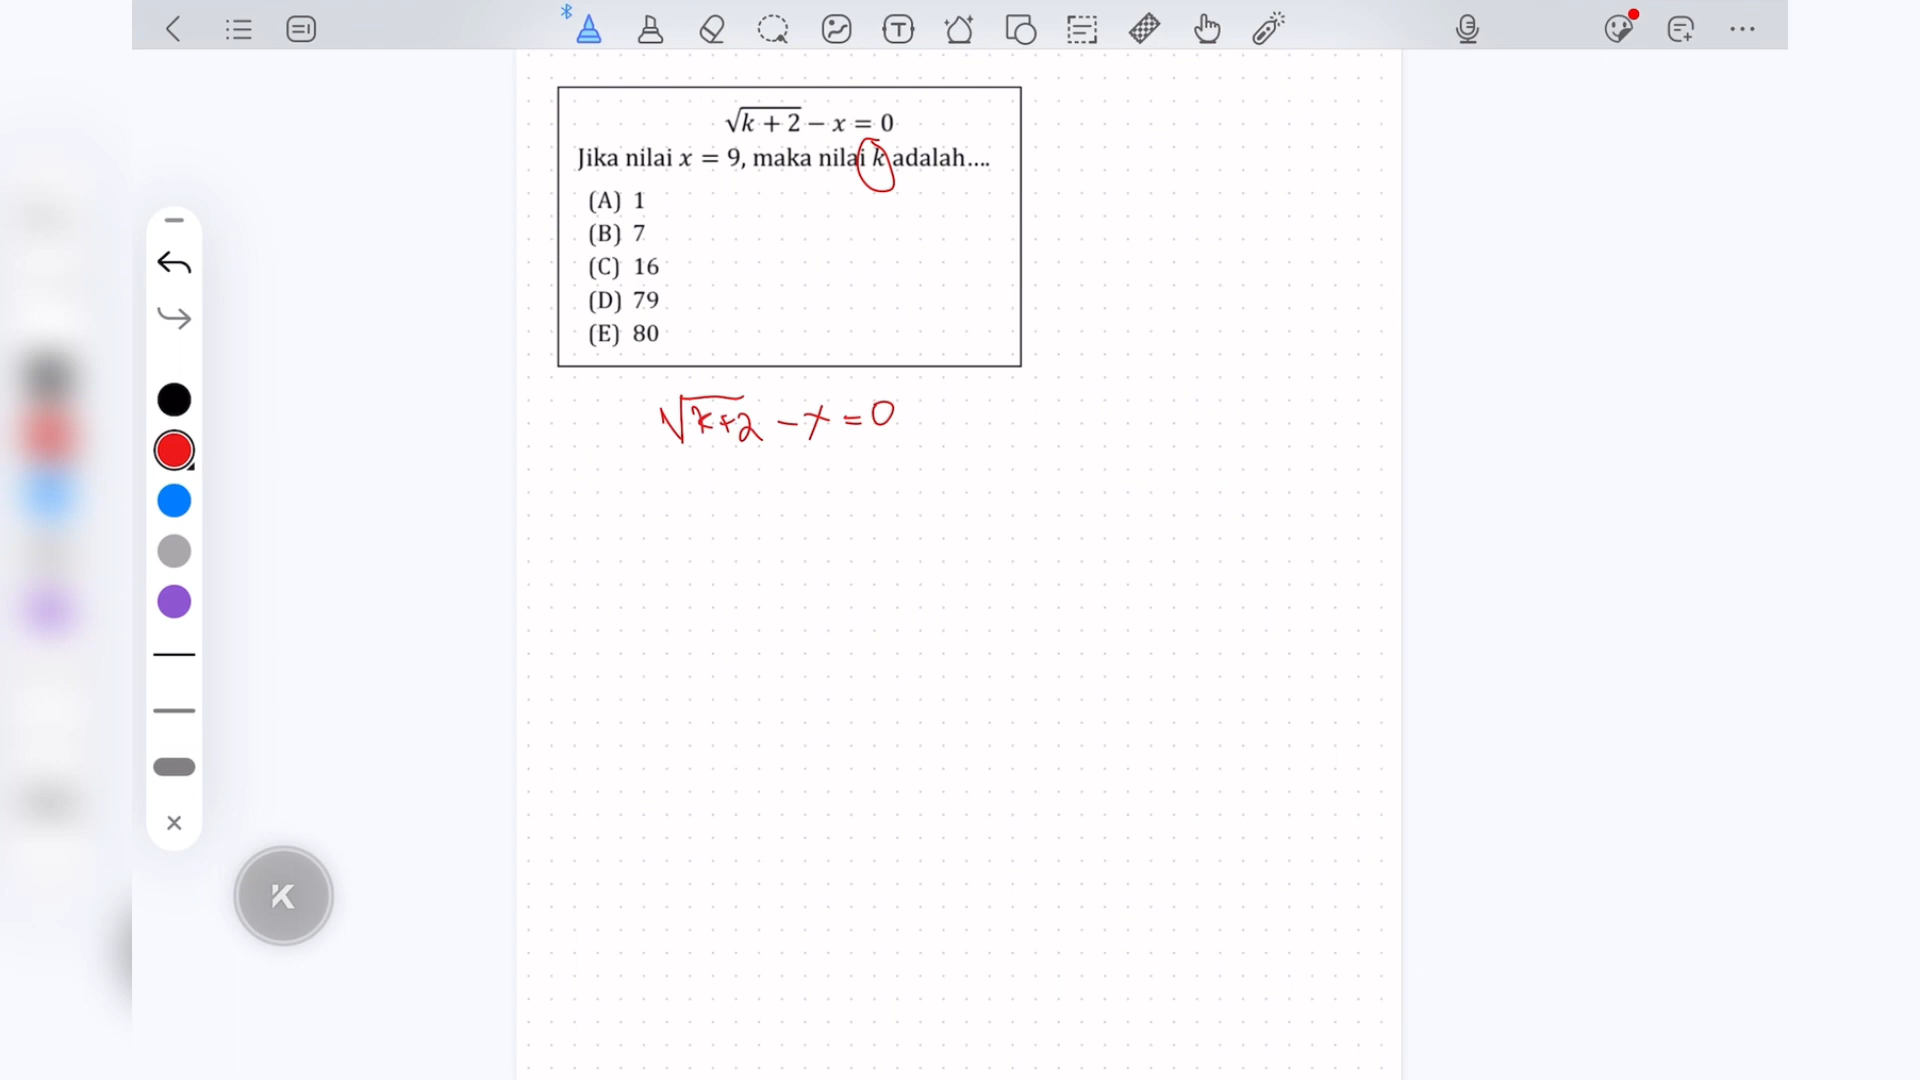 √k + 2 − x = 0
Jika nilai x = 9, maka nilai k adalah....
(A) 1
(B) 7
(C) 16
(D) 79
(E) 80
√k+2 − x = 0
K